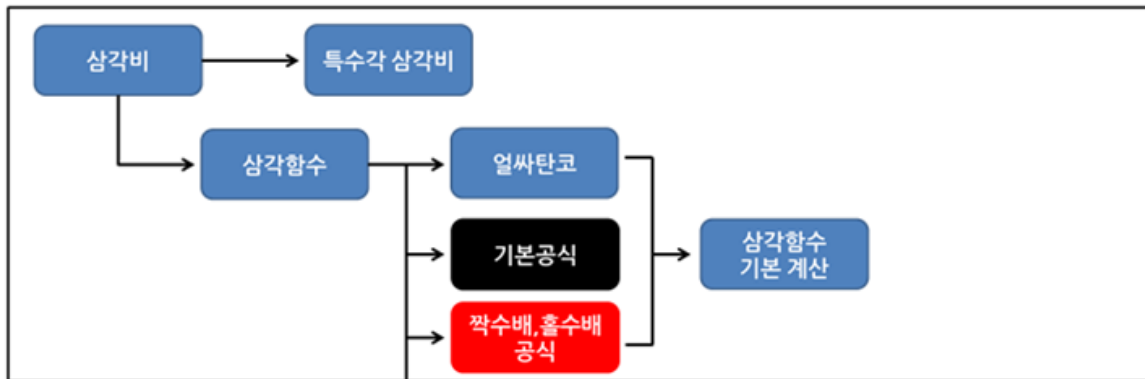 삼각비
특수각 삼각비
삼각함수
얼싸탄코
기본공식
삼각함수
기본 계산
짝수배,홀수배
공식